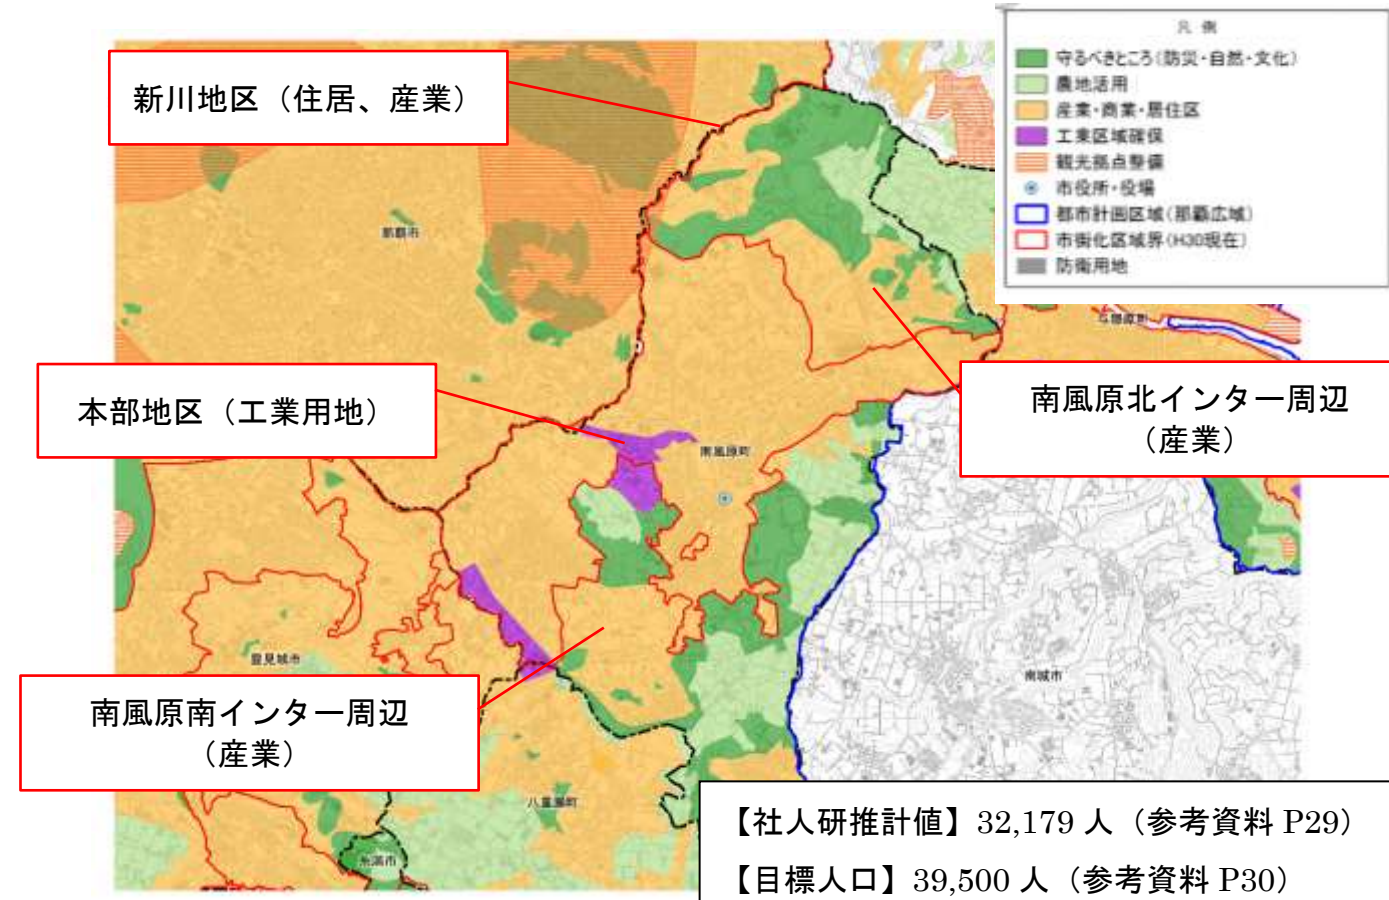 凡 例
守るべきところ(防災・自然・文化)
農地活用
産業・商業・居住区
工業区域確保
観光拠点整備
市役所・役場
都市計画区域(那覇広域)
市街化区域界(H30現在)
防衛用地
新川地区（住居、産業）
那覇市
与那原町
本部地区（工業用地）
南風原町
南風原北インター周辺
（産業）
豊見城市
南城市
南風原南インター周辺
（産業）
八重瀬町
糸満市
【社人研推計値】32,179 人（参考資料 P29）
【目標人口】39,500 人（参考資料 P30）